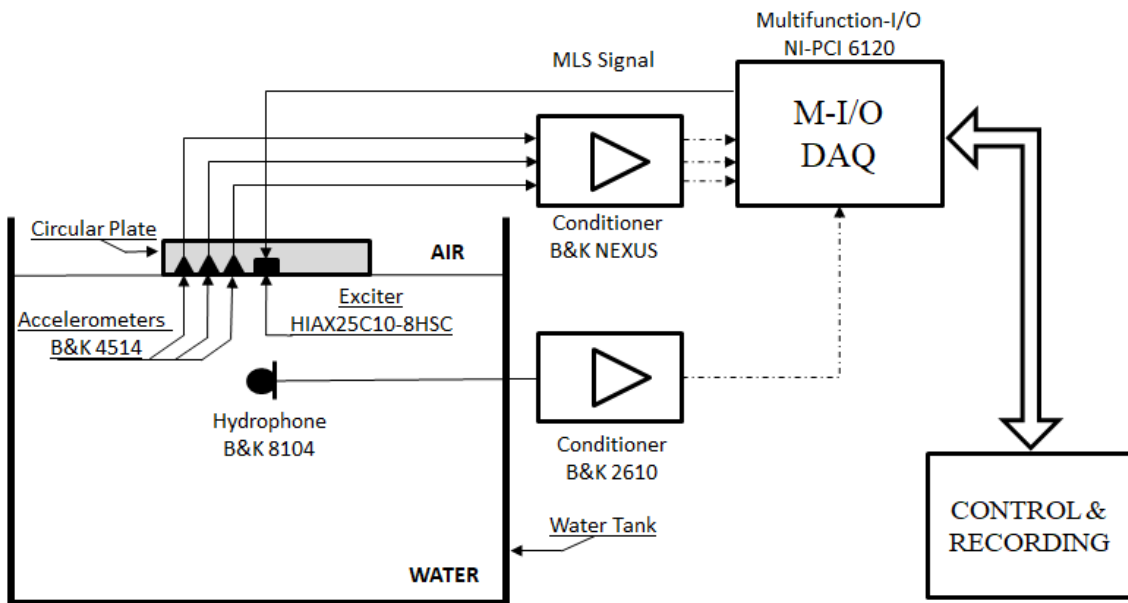 Multifunction-I/O
NI-PCI 6120
MLS Signal
M-I/O
DAQ
Conditioner
B&K NEXUS
Circular Plate
AIR
Exciter
HIAX25C10-8HSC
Accelerometers
B&K 4514
Hydrophone
B&K 8104
Conditioner
B&K 2610
Water Tank
WATER
CONTROL &
RECORDING